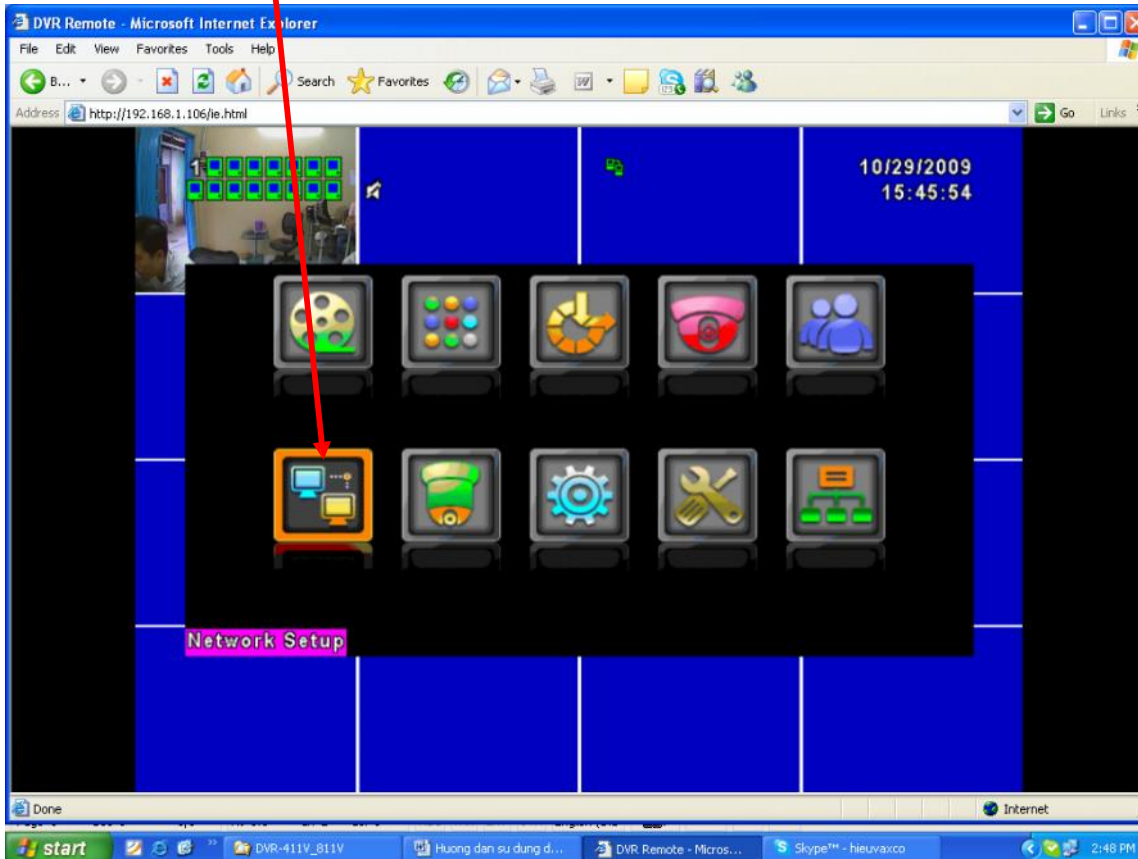 DVR Remote - Microsoft Internet Explorer
File Edit View Favorites Tools Help
B... Search Favorites
Address http://192.168.1.106/ie.html Go Links
1 10/29/2009
15:45:54
Network Setup
Done Internet
start DVR-411V_811V Huong dan su dung d... DVR Remote - Micros... Skype™ - hieuvaxco 2:48 PM